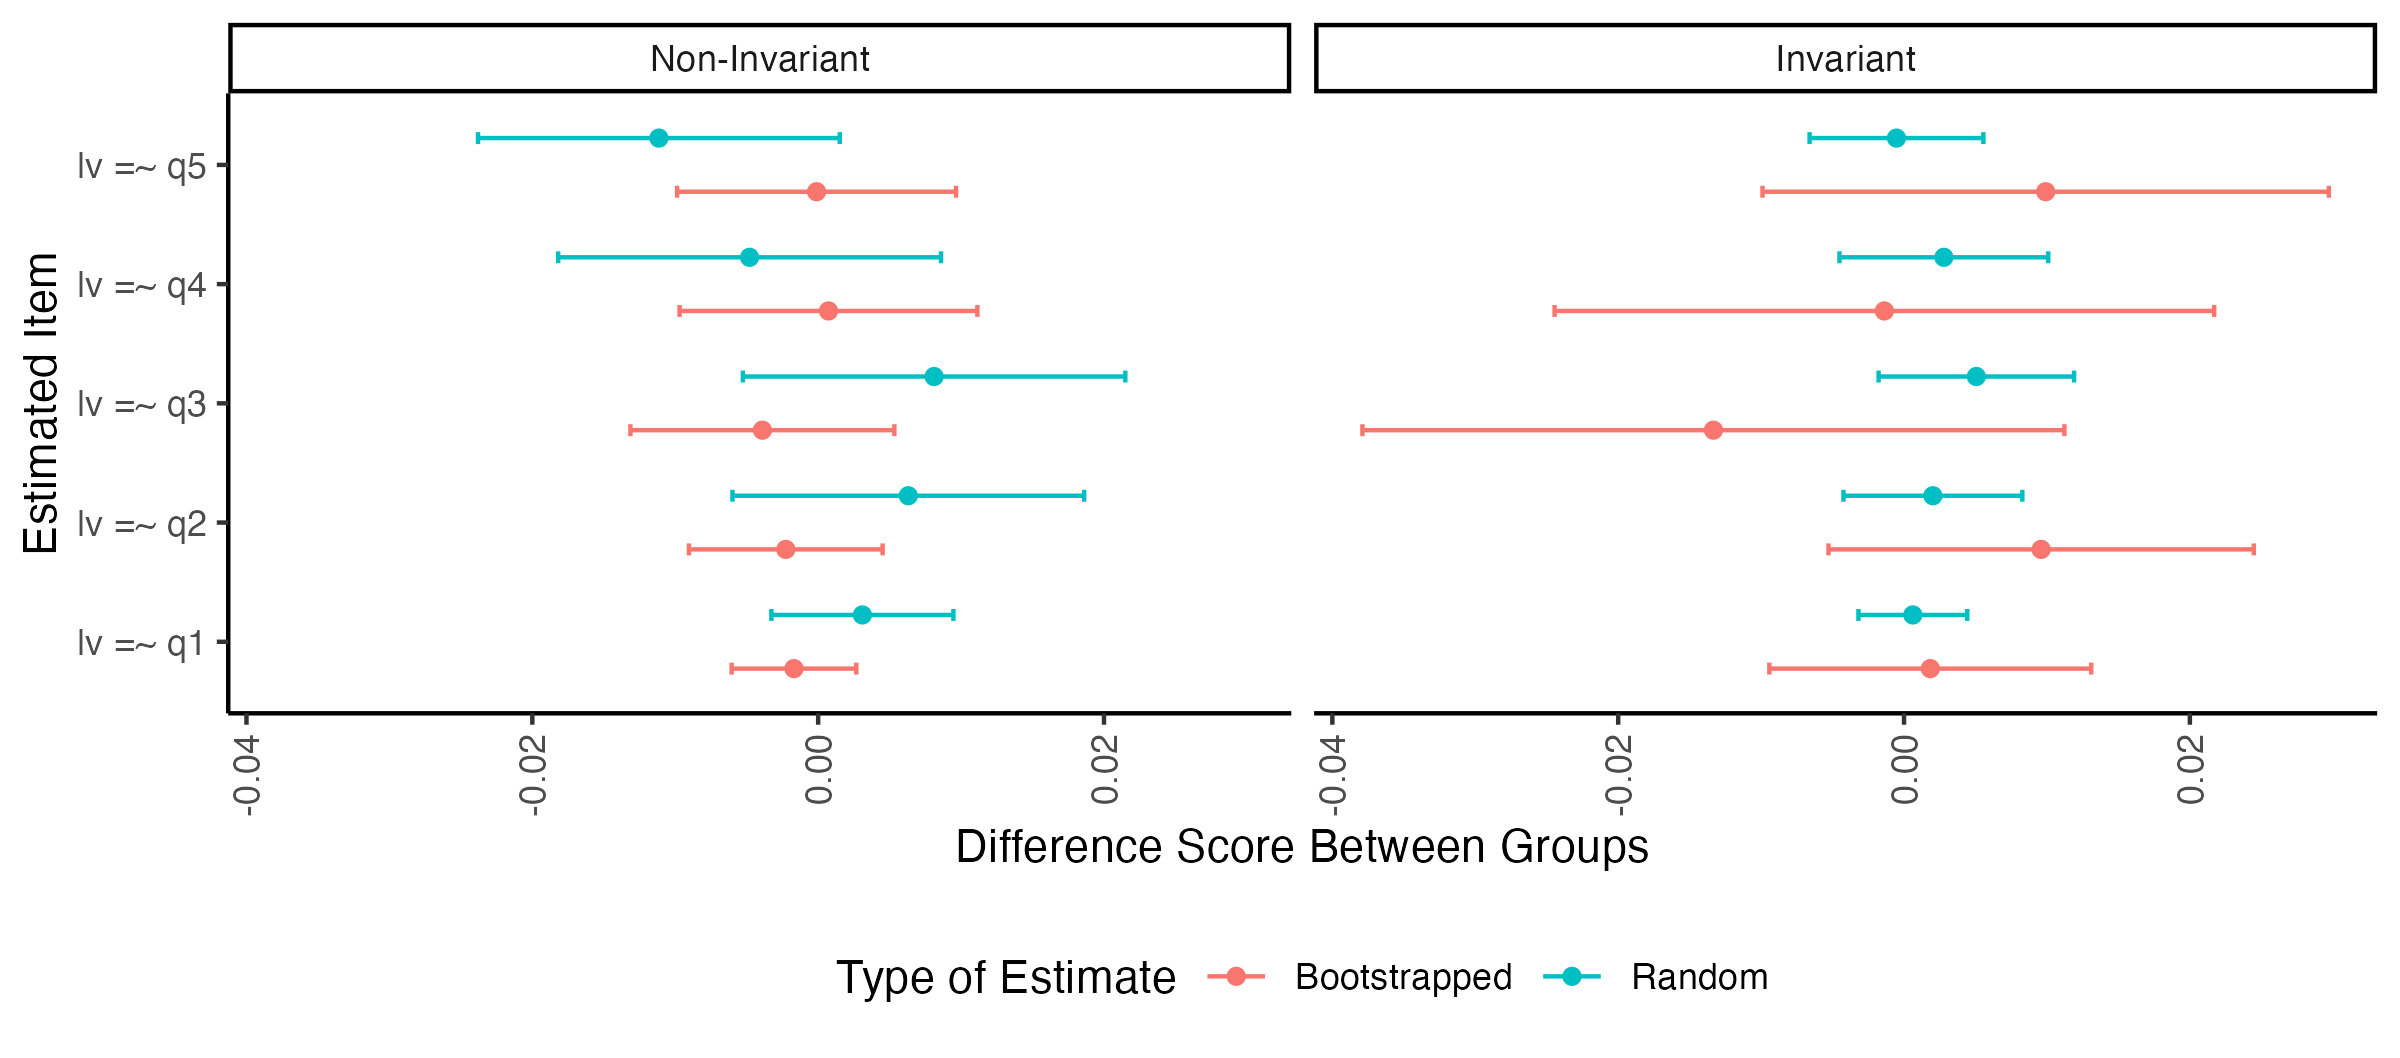 Non-Invariant
Invariant
Estimated Item
lv =~ q5
lv =~ q4
lv =~ q3
lv =~ q2
lv =~ q1
-0.04
-0.02
0.00
0.02
-0.04
-0.02
0.00
0.02
Difference Score Between Groups
Type of Estimate Bootstrapped Random